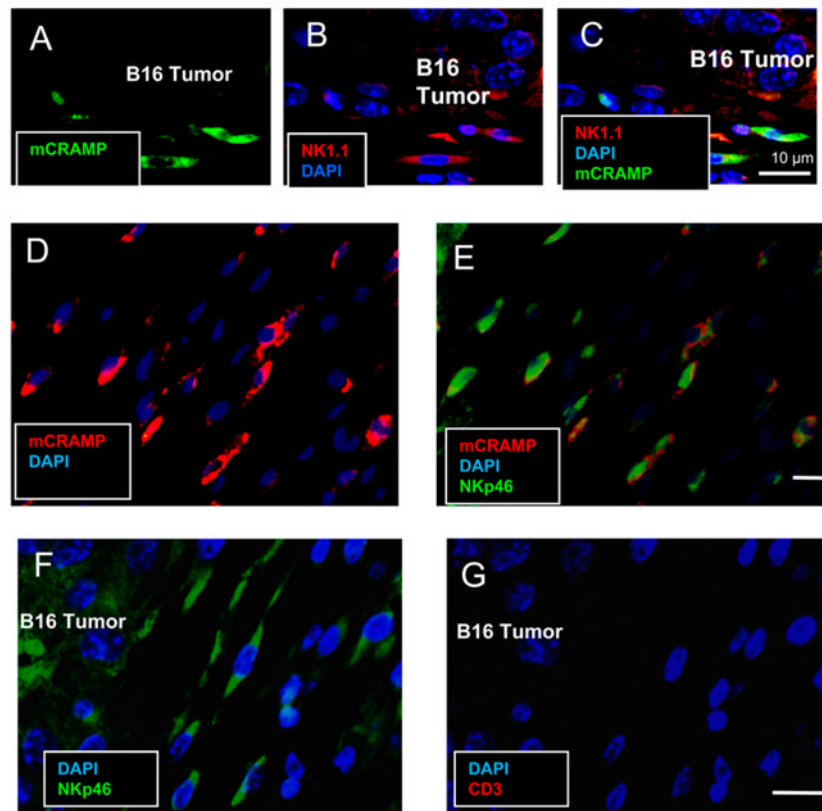 A
B16 Tumor
mCRAMP
B
B16
Tumor
NK1.1
DAPI
C
B16 Tumor
NK1.1
DAPI
mCRAMP
10 µm
D
mCRAMP
DAPI
E
mCRAMP
DAPI
NKp46
F
B16 Tumor
DAPI
NKp46
G
B16 Tumor
DAPI
CD3